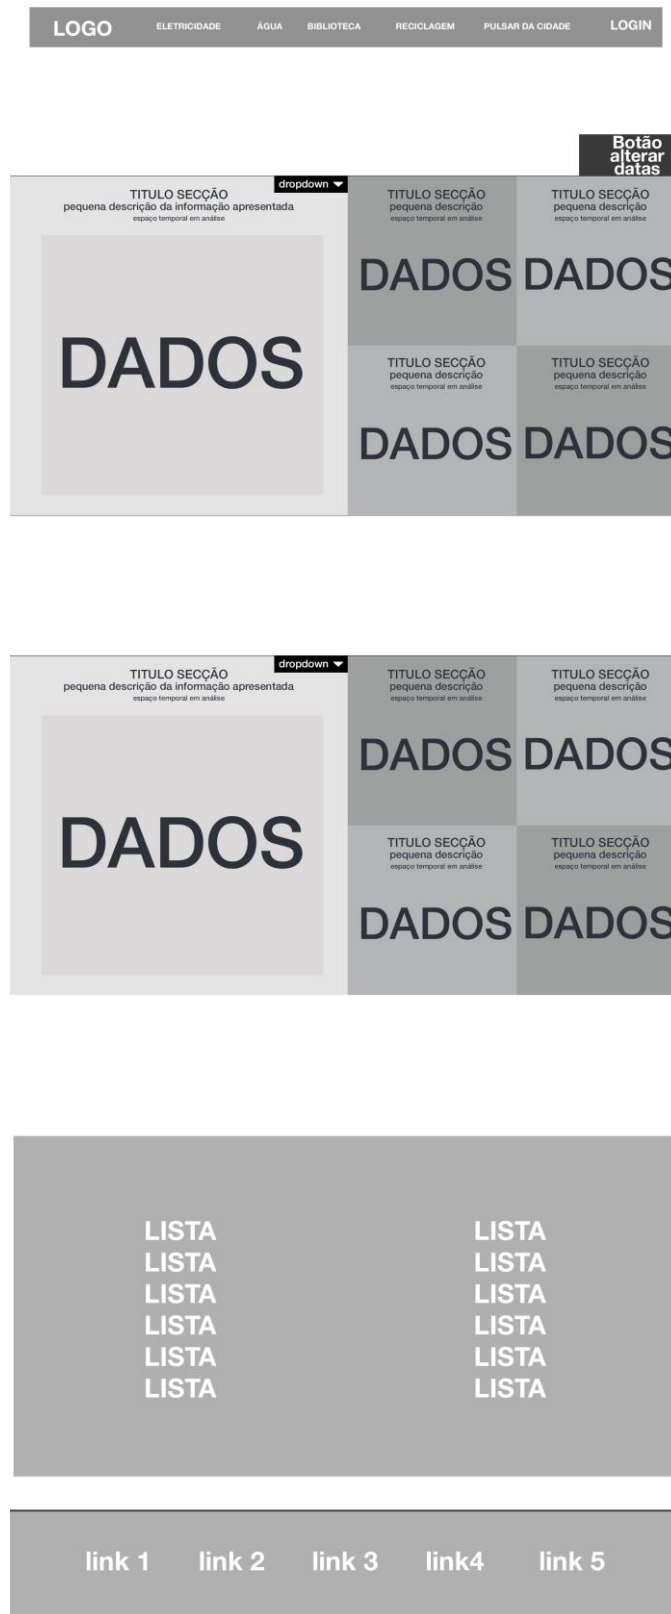 LOGO ELETRICIDADE ÁGUA BIBLIOTECA RECICLAGEM PULSAR DA CIDADE LOGIN
Botão
alterar
datas
dropdown
TITULO SECÇÃO
pequena descrição da informação apresentada
espaço temporal em análise
DADOS
TITULO SECÇÃO
pequena descrição
espaço temporal em análise
DADOS
TITULO SECÇÃO
pequena descrição
espaço temporal em análise
DADOS
TITULO SECÇÃO
pequena descrição
espaço temporal em análise
DADOS
TITULO SECÇÃO
pequena descrição
espaço temporal em análise
DADOS
dropdown
TITULO SECÇÃO
pequena descrição da informação apresentada
espaço temporal em análise
DADOS
TITULO SECÇÃO
pequena descrição
espaço temporal em análise
DADOS
TITULO SECÇÃO
pequena descrição
espaço temporal em análise
DADOS
TITULO SECÇÃO
pequena descrição
espaço temporal em análise
DADOS
TITULO SECÇÃO
pequena descrição
espaço temporal em análise
DADOS
LISTA
LISTA
LISTA
LISTA
LISTA
LISTA
LISTA
LISTA
LISTA
LISTA
LISTA
LISTA
link 1 link 2 link 3 link4 link 5